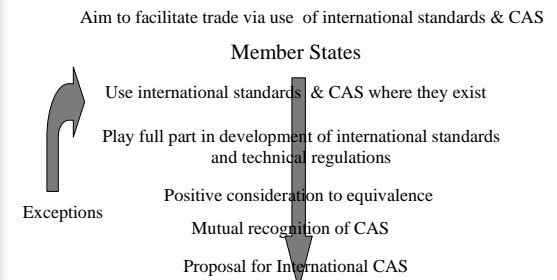 Aim to facilitate trade via use of international standards & CAS
Member States
Use international standards & CAS where they exist
Play full part in development of international standards
and technical regulations
Positive consideration to equivalence
Exceptions
Mutual recognition of CAS
Proposal for International CAS